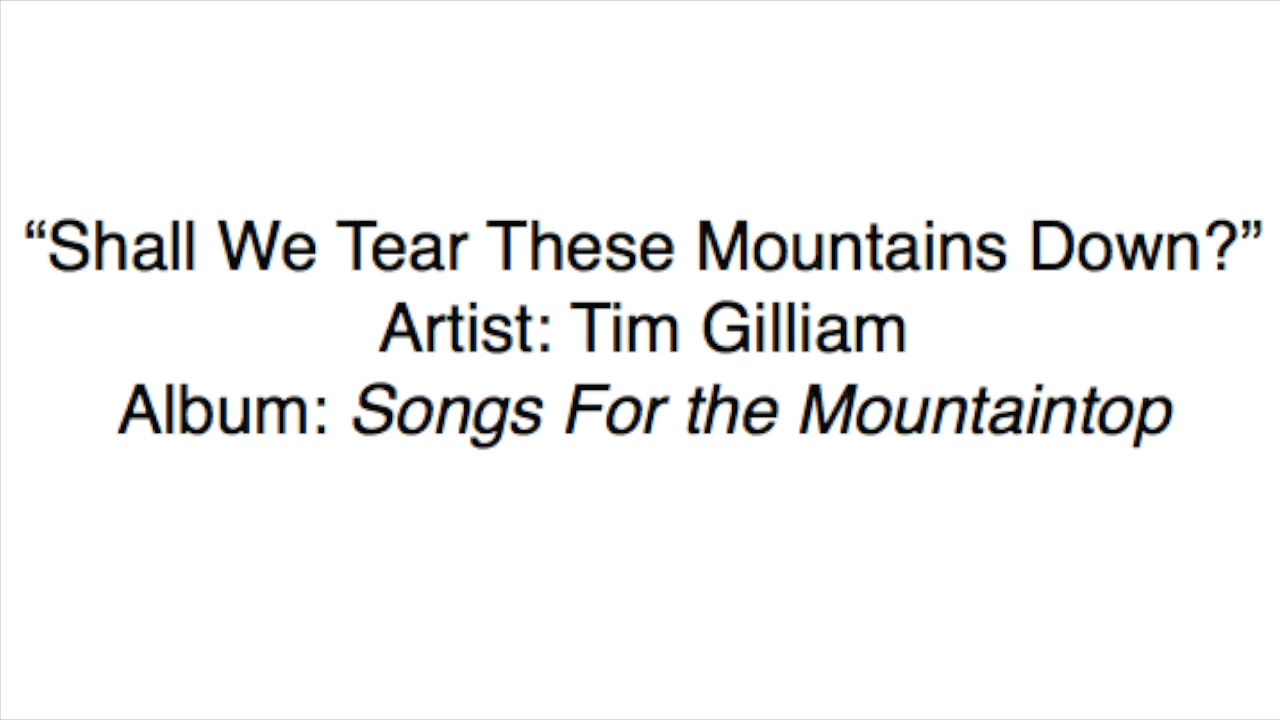 “Shall We Tear These Mountains Down?”
Artist: Tim Gilliam
Album: Songs For the Mountaintop